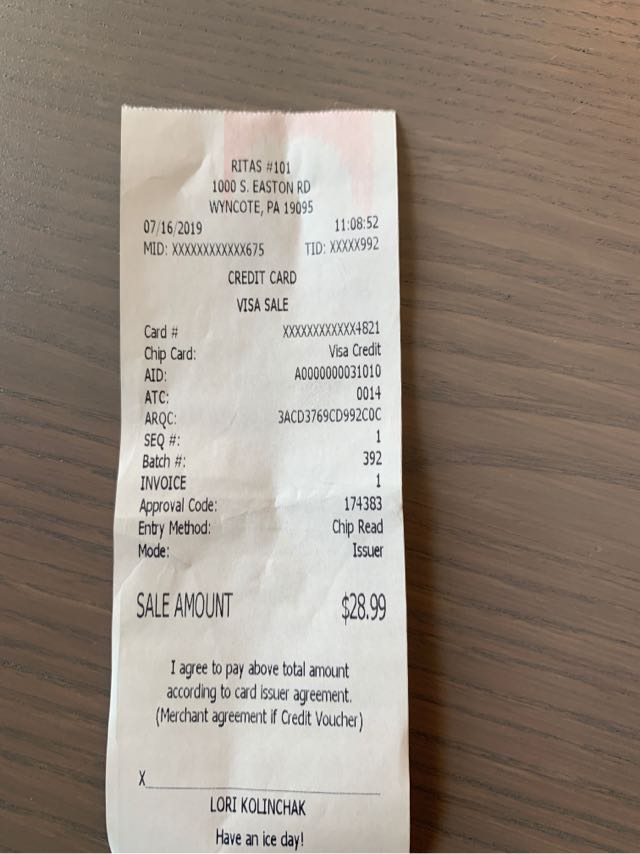 RITAS #101
1000 S. EASTON RD
WYNCOTE, PA 19095
07/16/2019 11:08:52
MID: XXXXXXXXXXXX675 TID: XXXXX992
CREDIT CARD
VISA SALE
Card # XXXXXXXXXXXX4821
Chip Card: Visa Credit
AID: A0000000031010
ATC: 0014
ARQC: 3ACD3769CD992C0C
SEQ #: 1
Batch #: 392
INVOICE 1
Approval Code: 174383
Entry Method: Chip Read
Mode: Issuer
SALE AMOUNT $28.99
I agree to pay above total amount
according to card issuer agreement.
(Merchant agreement if Credit Voucher)
X
LORI KOLINCHAK
Have an ice day!